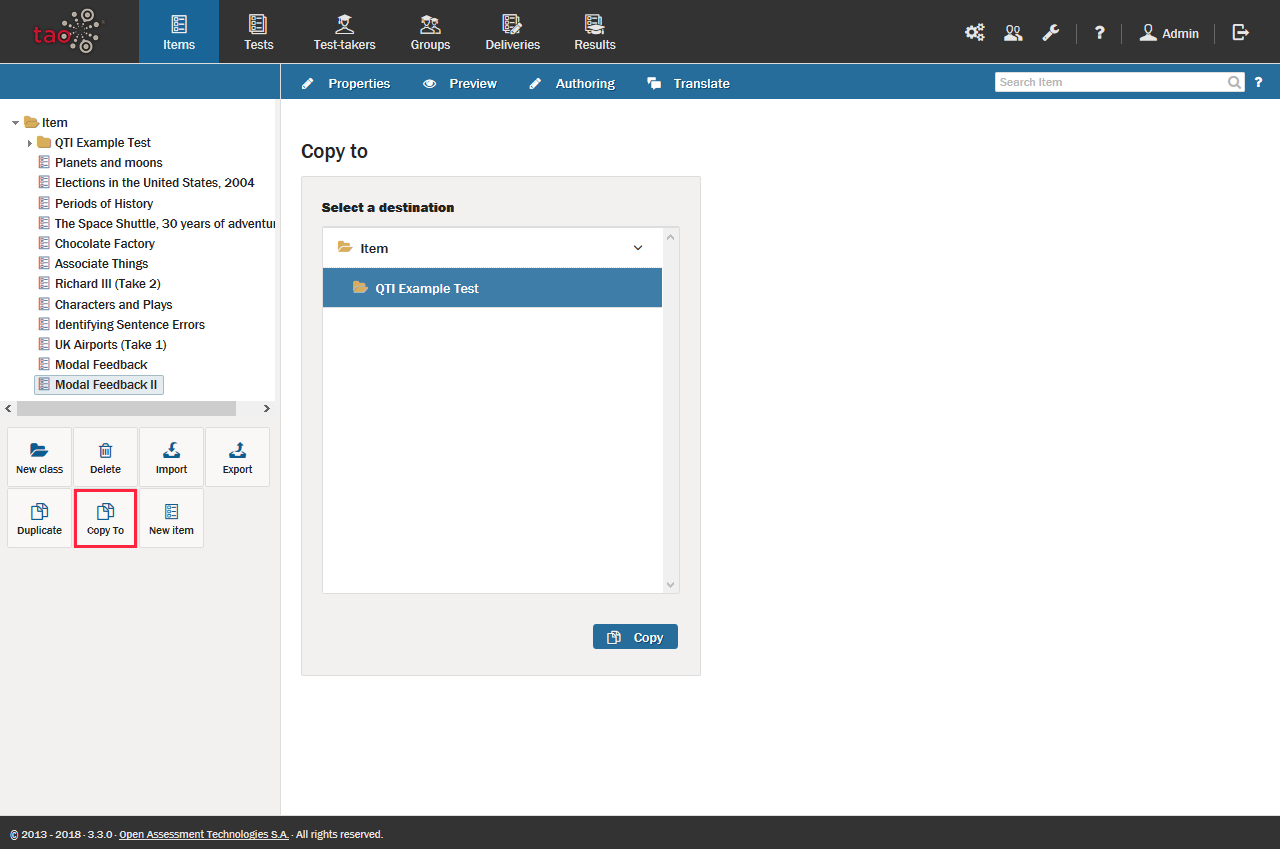 tao
Items
Tests
Test-takers
Groups
Deliveries
Results
?
Admin
Properties
Preview
Authoring
Translate
Search Item
?
Item
QTI Example Test
Planets and moons
Elections in the United States, 2004
Periods of History
The Space Shuttle, 30 years of adventur
Chocolate Factory
Associate Things
Richard III (Take 2)
Characters and Plays
Identifying Sentence Errors
UK Airports (Take 1)
Modal Feedback
Modal Feedback II
New class
Delete
Import
Export
Duplicate
Copy To
New item
Copy to
Select a destination
Item
QTI Example Test
Copy
© 2013 - 2018 · 3.3.0 · Open Assessment Technologies S.A. · All rights reserved.